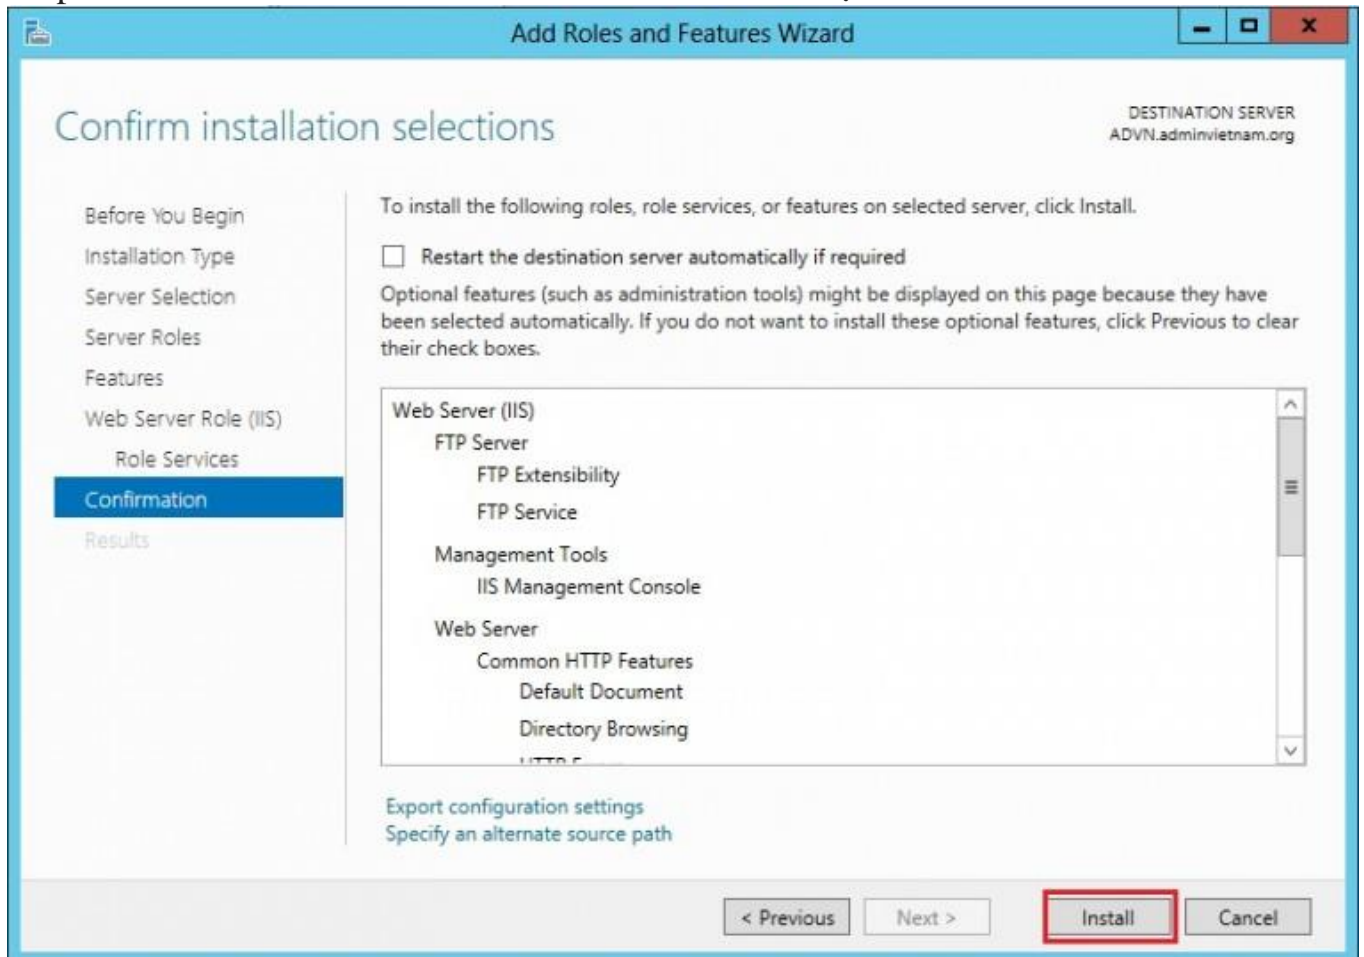 Add Roles and Features Wizard
Confirm installation selections
DESTINATION SERVER
ADVN.adminvietnam.org
Before You Begin
Installation Type
Server Selection
Server Roles
Features
Web Server Role (IIS)
Role Services
Confirmation
Results
To install the following roles, role services, or features on selected server, click Install.
Restart the destination server automatically if required
Optional features (such as administration tools) might be displayed on this page because they have
been selected automatically. If you do not want to install these optional features, click Previous to clear
their check boxes.
Web Server (IIS)
FTP Server
FTP Extensibility
FTP Service
Management Tools
IIS Management Console
Web Server
Common HTTP Features
Default Document
Directory Browsing
Export configuration settings
Specify an alternate source path
< Previous
Next >
Install
Cancel